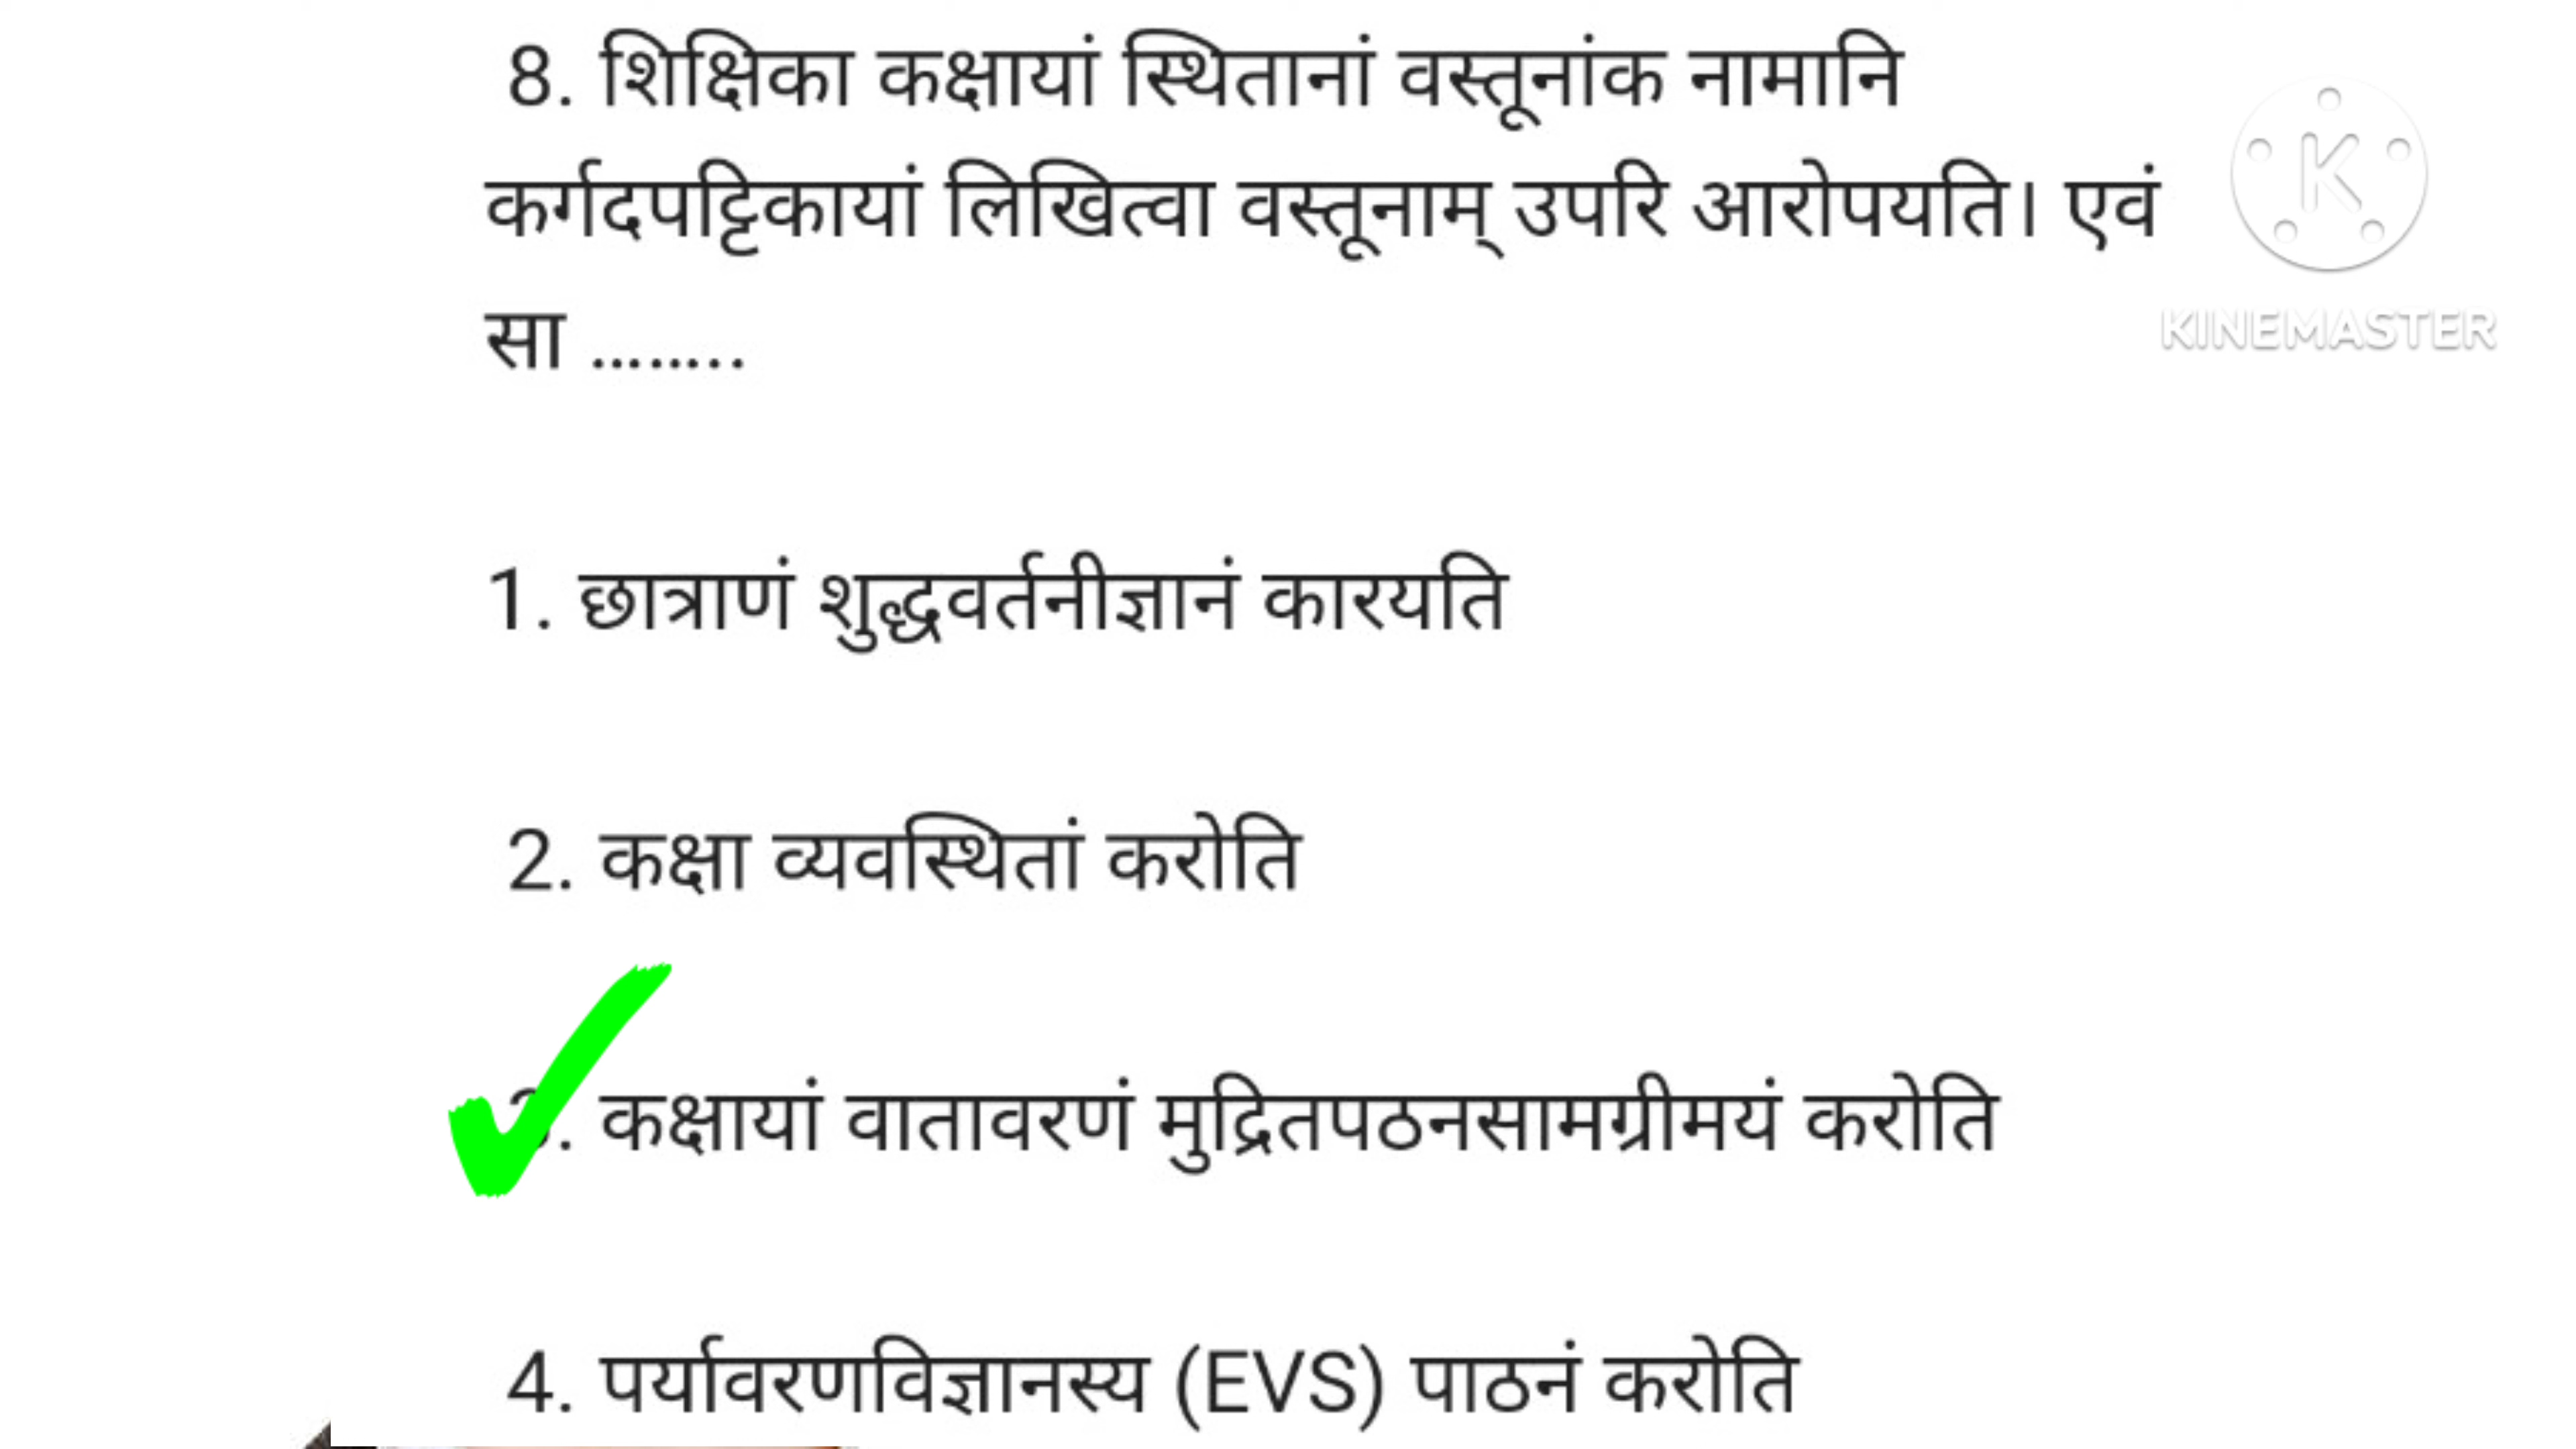 8. शिक्षिका कक्षायां स्थितानां वस्तूनांक नामानि
कर्गदपट्टिकायां लिखित्वा वस्तूनाम् उपरि आरोपयति। एवं
सा ........
K
KINEMASTER
1. छात्राणं शुद्धवर्तनीज्ञानं कारयति
2. कक्षा व्यवस्थितां करोति
3. कक्षायां वातावरणं मुद्रितपठनसामग्रीमयं करोति
4. पर्यावरणविज्ञानस्य (EVS) पाठनं करोति